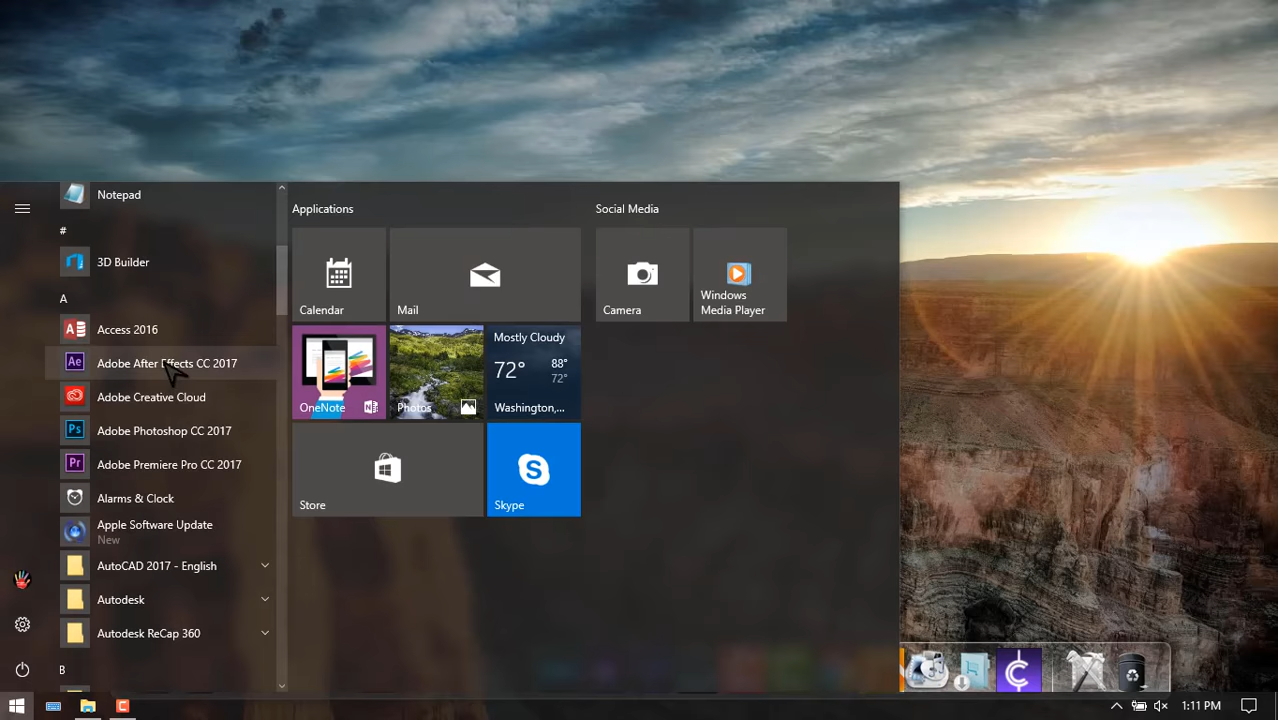 Notepad
#
3D Builder
A
Access 2016
Ae
Adobe After Effects CC 2017
Adobe Creative Cloud
Ps
Adobe Photoshop CC 2017
Pr
Adobe Premiere Pro CC 2017
Alarms & Clock
Apple Software Update
New
AutoCAD 2017 - English
Autodesk
Autodesk ReCap 360
B
Applications
Calendar
Mail
OneNote
Photos
Mostly Cloudy
72°
88°
72°
Washington,...
Store
Skype
Social Media
Camera
Windows
Media Player
1:11 PM